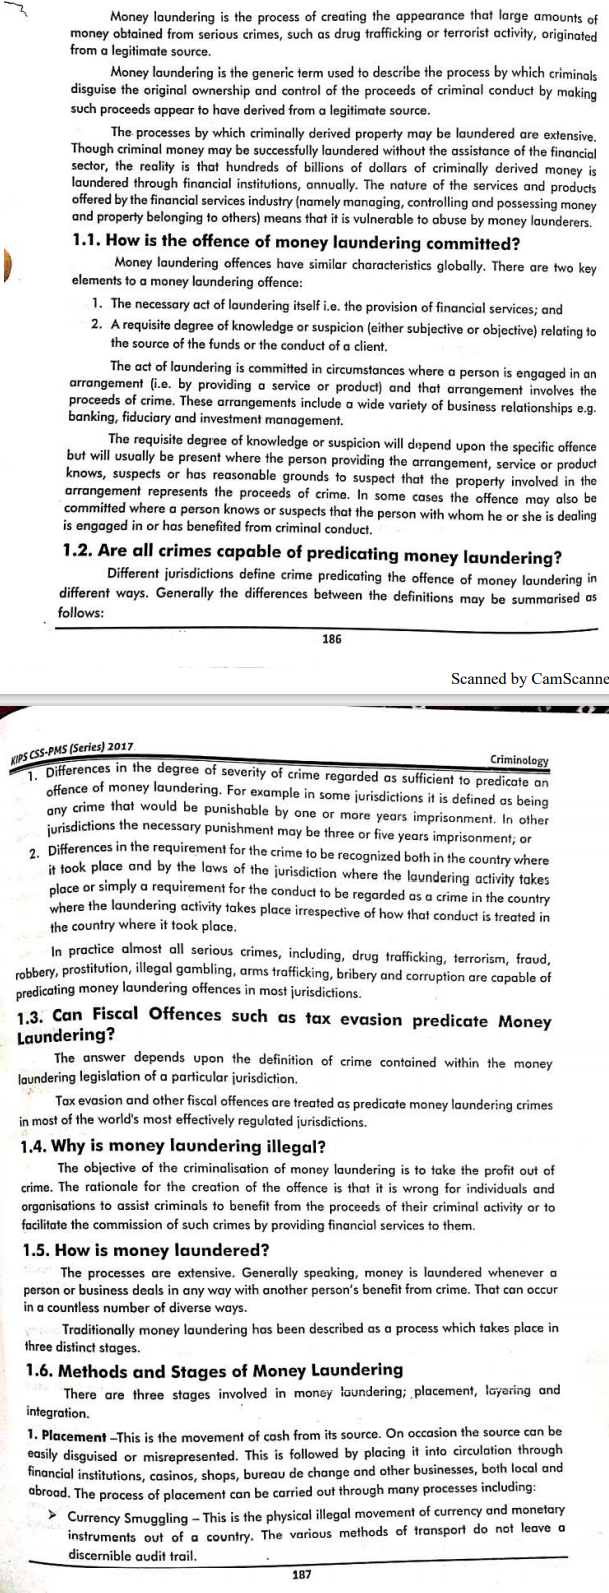 Money laundering is the process of creating the appearance that large amounts of
money obtained from serious crimes, such as drug trafficking or terrorist activity, originated
from a legitimate source.
Money laundering is the generic term used to describe the process by which criminals
disguise the original ownership and control of the proceeds of criminal conduct by making
such proceeds appear to have derived from a legitimate source.
The processes by which criminally derived property may be laundered are extensive.
Though criminal money may be successfully laundered without the assistance of the financial
sector, the reality is that hundreds of billions of dollars of criminally derived money is
laundered through financial institutions, annually. The nature of the services and products
offered by the financial services industry (namely managing, controlling and possessing money
and property belonging to others) means that it is vulnerable to abuse by money launderers.
1.1. How is the offence of money laundering committed?
Money laundering offences have similar characteristics globally. There are two key
elements to a money laundering offence:
1. The necessary act of laundering itself i.e. the provision of financial services; and
2. A requisite degree of knowledge or suspicion (either subjective or objective) relating to
the source of the funds or the conduct of a client.
The act of laundering is committed in circumstances where a person is engaged in an
arrangement (i.e. by providing a service or product) and that arrangement involves the
proceeds of crime. These arrangements include a wide variety of business relationships e.g.
banking, fiduciary and investment management.
The requisite degree of knowledge or suspicion will depend upon the specific offence
but will usually be present where the person providing the arrangement, service or product
knows, suspects or has reasonable grounds to suspect that the property involved in the
arrangement represents the proceeds of crime. In some cases the offence may also be
committed where a person knows or suspects that the person with whom he or she is dealing
is engaged in or has benefited from criminal conduct.
1.2. Are all crimes capable of predicating money laundering?
Different jurisdictions define crime predicating the offence of money laundering in
different ways. Generally the differences between the definitions may be summarised as
follows:
186
Scanned by CamScanne
KIPS CSS-PMS (Series) 2017
Criminology
1. Differences in the degree of severity of crime regarded as sufficient to predicate an
offence of money laundering. For example in some jurisdictions it is defined as being
any crime that would be punishable by one or more years imprisonment. In other
jurisdictions the necessary punishment may be three or five years imprisonment; or
2. Differences in the requirement for the crime to be recognized both in the country where
it took place and by the laws of the jurisdiction where the laundering activity takes
place or simply a requirement for the conduct to be regarded as a crime in the country
where the laundering activity takes place irrespective of how that conduct is treated in
the country where it took place.
In practice almost all serious crimes, including, drug trafficking, terrorism, fraud,
robbery, prostitution, illegal gambling, arms trafficking, bribery and corruption are capable of
predicating money laundering offences in most jurisdictions.
1.3. Can Fiscal Offences such as tax evasion predicate Money
Laundering?
The answer depends upon the definition of crime contained within the money
laundering legislation of a particular jurisdiction.
Tax evasion and other fiscal offences are treated as predicate money laundering crimes
in most of the world's most effectively regulated jurisdictions.
1.4. Why is money laundering illegal?
The objective of the criminalisation of money laundering is to take the profit out of
crime. The rationale for the creation of the offence is that it is wrong for individuals and
organisations to assist criminals to benefit from the proceeds of their criminal activity or to
facilitate the commission of such crimes by providing financial services to them.
1.5. How is money laundered?
The processes are extensive. Generally speaking, money is laundered whenever a
person or business deals in any way with another person's benefit from crime. That can occur
in a countless number of diverse ways.
Traditionally money laundering has been described as a process which takes place in
three distinct stages.
1.6. Methods and Stages of Money Laundering
There are three stages involved in money laundering; placement, layering and
integration.
1. Placement –This is the movement of cash from its source. On occasion the source can be
easily disguised or misrepresented. This is followed by placing it into circulation through
financial institutions, casinos, shops, bureau de change and other businesses, both local and
abroad. The process of placement can be carried out through many processes including:
➤ Currency Smuggling – This is the physical illegal movement of currency and monetary
instruments out of a country. The various methods of transport do not leave a
discernible audit trail.
187